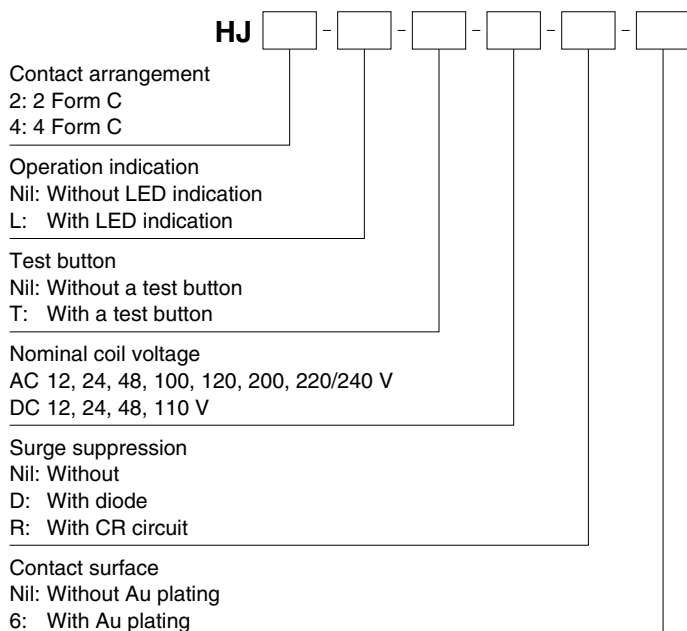 HJ - - - - -
Contact arrangement
2: 2 Form C
4: 4 Form C
Operation indication
Nil: Without LED indication
L: With LED indication
Test button
Nil: Without a test button
T: With a test button
Nominal coil voltage
AC 12, 24, 48, 100, 120, 200, 220/240 V
DC 12, 24, 48, 110 V
Surge suppression
Nil: Without
D: With diode
R: With CR circuit
Contact surface
Nil: Without Au plating
6: With Au plating